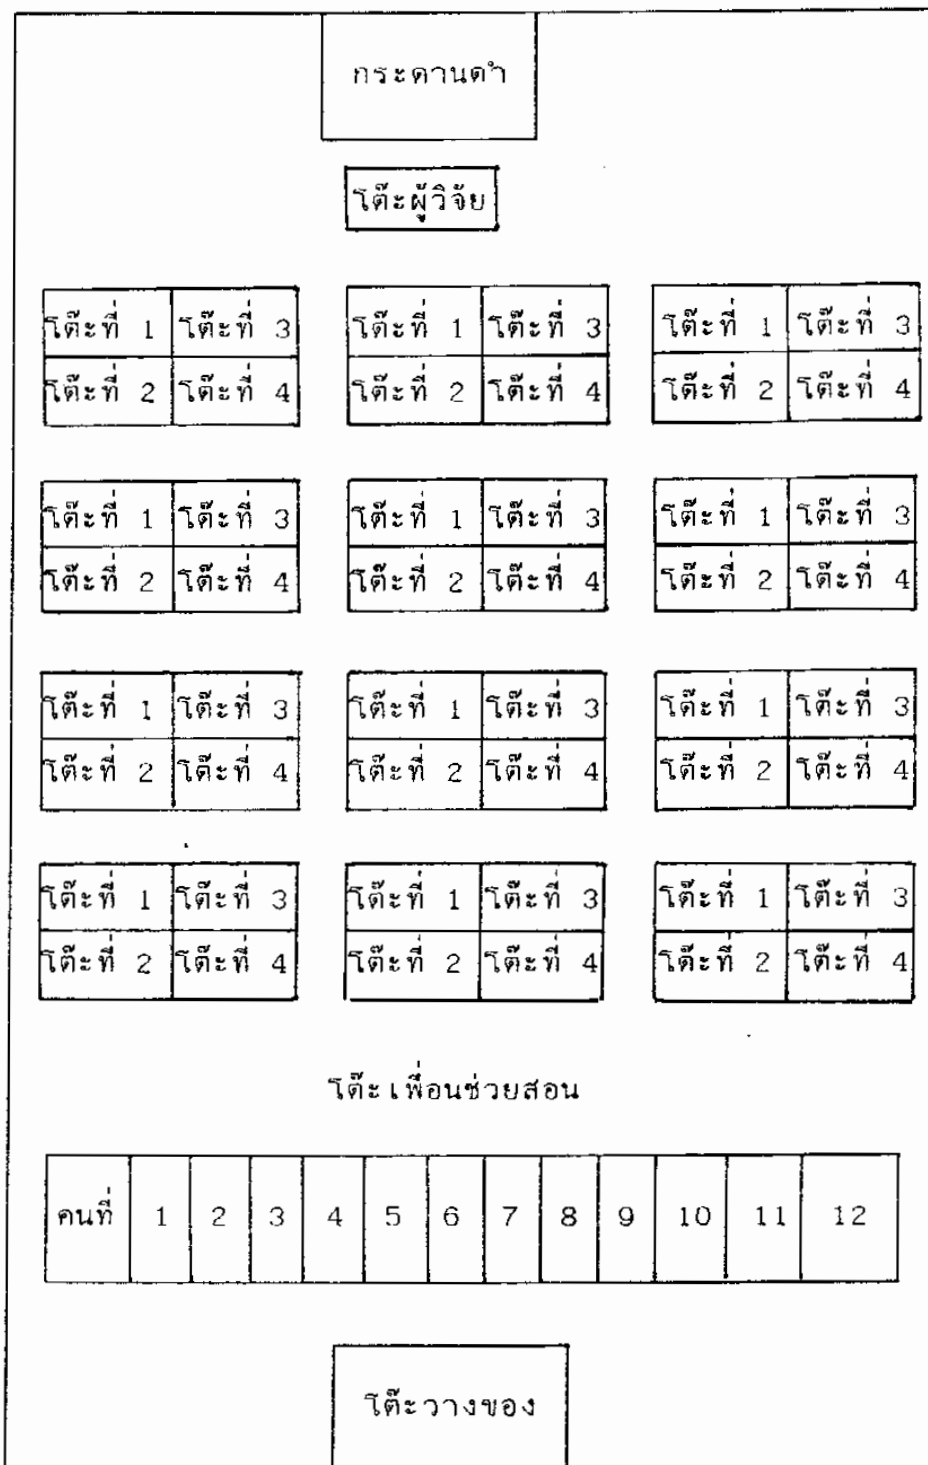 กระดานดำ
โต๊ะผู้วิจัย
โต๊ะที่ 1 โต๊ะที่ 3 โต๊ะที่ 1 โต๊ะที่ 3 โต๊ะที่ 1 โต๊ะที่ 3
โต๊ะที่ 2 โต๊ะที่ 4 โต๊ะที่ 2 โต๊ะที่ 4 โต๊ะที่ 2 โต๊ะที่ 4
โต๊ะที่ 1 โต๊ะที่ 3 โต๊ะที่ 1 โต๊ะที่ 3 โต๊ะที่ 1 โต๊ะที่ 3
โต๊ะที่ 2 โต๊ะที่ 4 โต๊ะที่ 2 โต๊ะที่ 4 โต๊ะที่ 2 โต๊ะที่ 4
โต๊ะที่ 1 โต๊ะที่ 3 โต๊ะที่ 1 โต๊ะที่ 3 โต๊ะที่ 1 โต๊ะที่ 3
โต๊ะที่ 2 โต๊ะที่ 4 โต๊ะที่ 2 โต๊ะที่ 4 โต๊ะที่ 2 โต๊ะที่ 4
โต๊ะที่ 1 โต๊ะที่ 3 โต๊ะที่ 1 โต๊ะที่ 3 โต๊ะที่ 1 โต๊ะที่ 3
โต๊ะที่ 2 โต๊ะที่ 4 โต๊ะที่ 2 โต๊ะที่ 4 โต๊ะที่ 2 โต๊ะที่ 4
โต๊ะเพื่อนช่วยสอน
คนที่ 1 2 3 4 5 6 7 8 9 10 11 12
โต๊ะวางของ